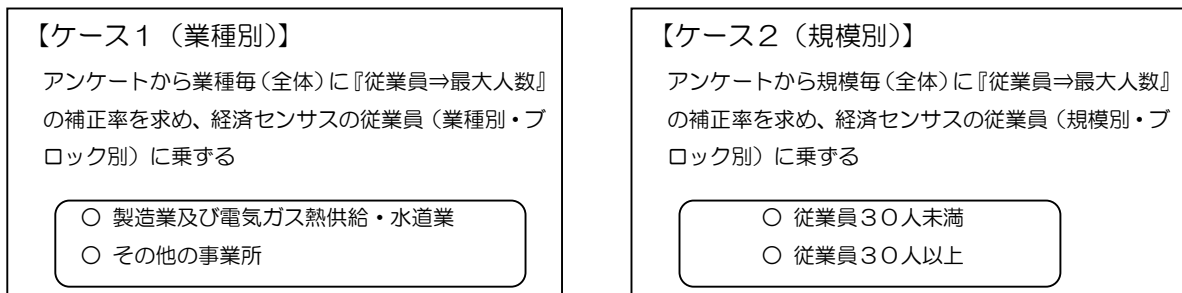 【ケース1（業種別）】
アンケートから業種毎（全体）に『従業員⇒最大人数』
の補正率を求め、経済センサスの従業員（業種別・ブ
ロック別）に乗ずる
〇 製造業及び電気ガス熱供給・水道業
〇 その他の事業所
【ケース2（規模別）】
アンケートから規模毎（全体）に『従業員⇒最大人数』
の補正率を求め、経済センサスの従業員（規模別・ブ
ロック別）に乗ずる
〇 従業員30人未満
〇 従業員30人以上